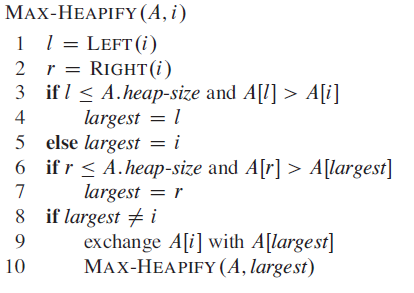 MAX-HEAPIFY(A, i)
1 l = LEFT(i)
2 r = RIGHT(i)
3 if l ≤ A.heap-size and A[l] > A[i]
4 largest = l
5 else largest = i
6 if r ≤ A.heap-size and A[r] > A[largest]
7 largest = r
8 if largest ≠ i
9 exchange A[i] with A[largest]
10 MAX-HEAPIFY(A, largest)